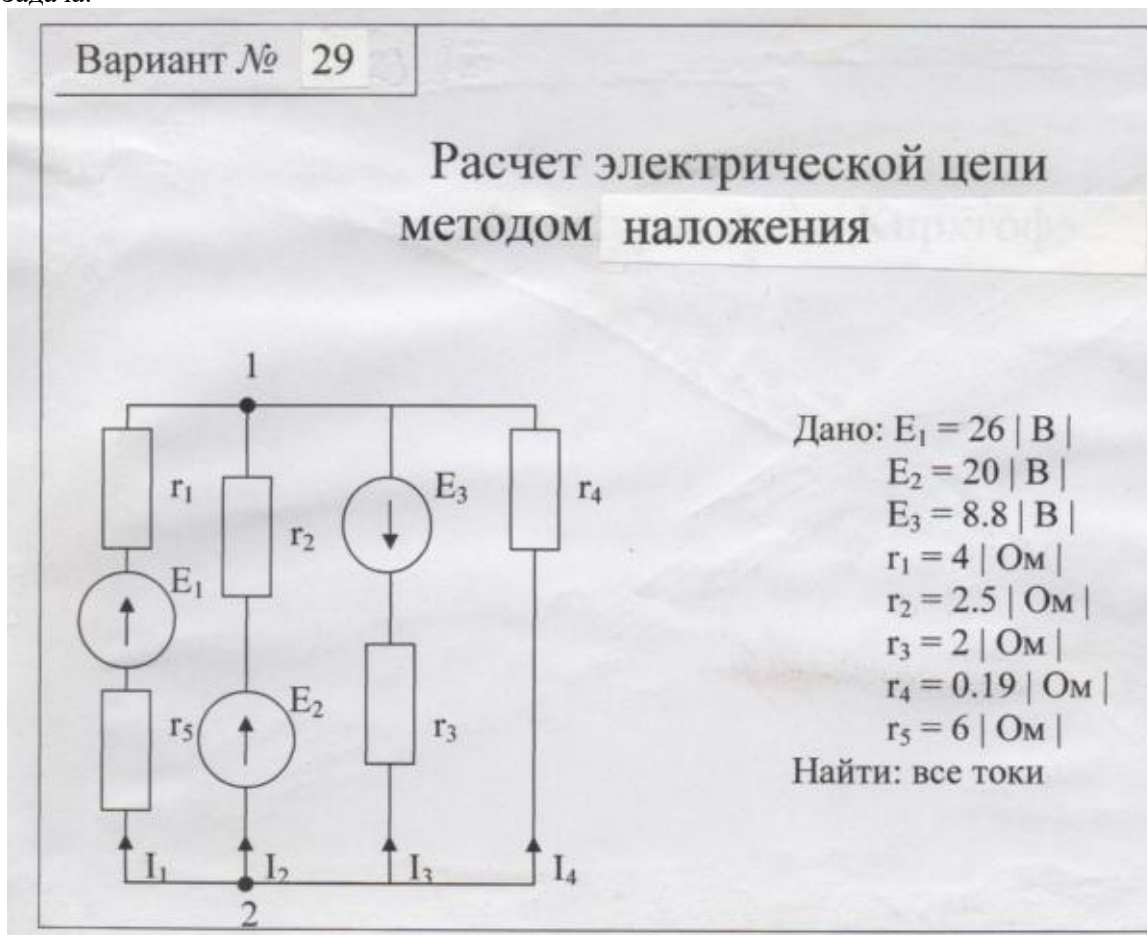 Вариант № 29
Расчет электрической цепи
методом наложения
1
r₁
r₂
E₃
r₄
E₁
r₅
E₂
r₃
I₁
I₂
I₃
I₄
2
Дано: E₁ = 26 | В |
E₂ = 20 | В |
E₃ = 8.8 | В |
r₁ = 4 | Ом |
r₂ = 2.5 | Ом |
r₃ = 2 | Ом |
r₄ = 0.19 | Ом |
r₅ = 6 | Ом |
Найти: все токи